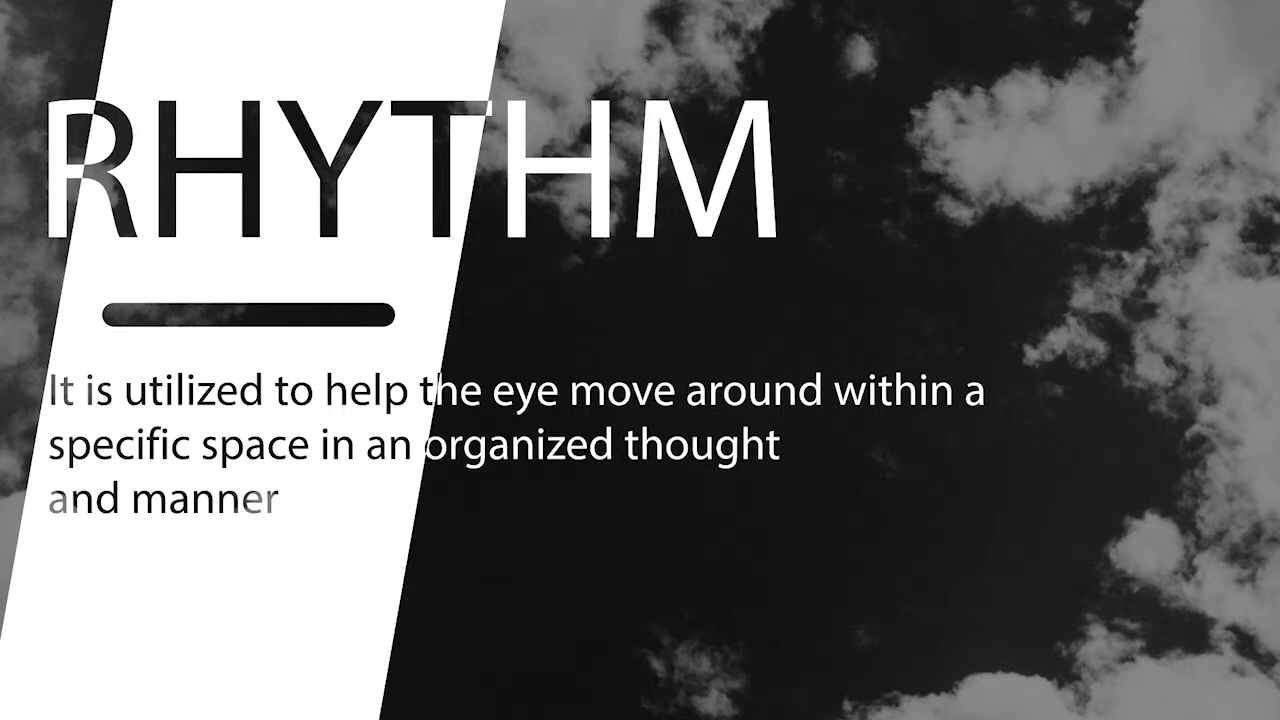 RHYTHM
It is utilized to help the eye move around within a
specific space in an organized thought
and manner